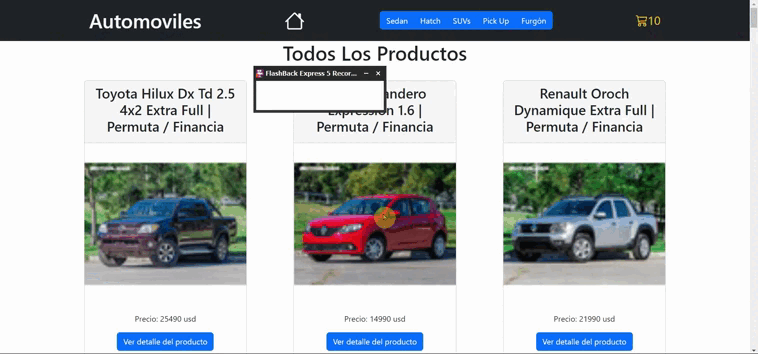 Automoviles
Sedan Hatch SUVs Pick Up Furgón
10
Todos Los Productos
FlashBack Express 5 Recor...
Toyota Hilux Dx Td 2.5
4x2 Extra Full |
Permuta / Financia
andero
Expression 1.6 |
Permuta / Financia
Renault Oroch
Dynamique Extra Full |
Permuta / Financia
Precio: 25490 usd
Precio: 14990 usd
Precio: 21990 usd
Ver detalle del producto
Ver detalle del producto
Ver detalle del producto